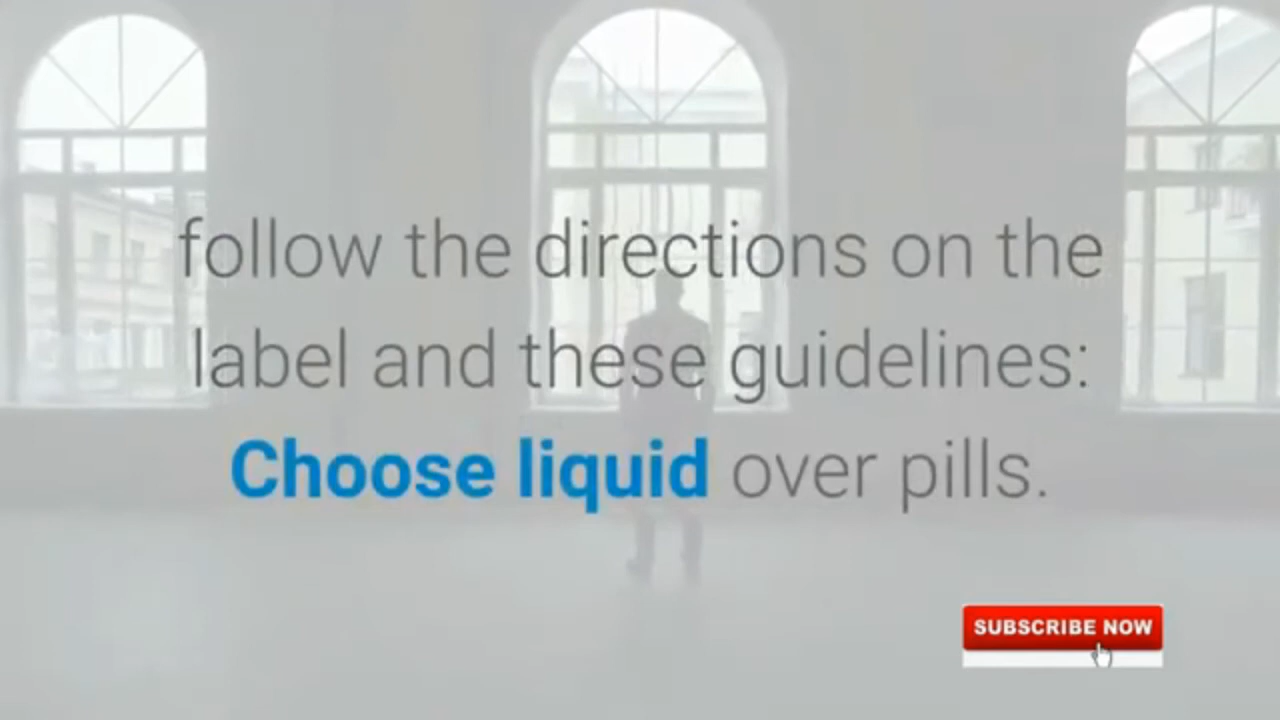 follow the directions on the
label and these guidelines:
Choose liquid over pills.
SUBSCRIBE NOW